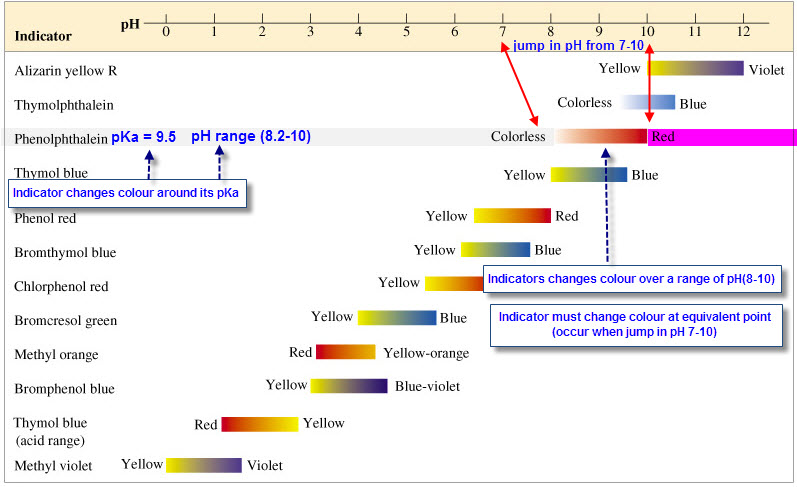 pH 0 1 2 3 4 5 6 7 8 9 10 11 12
Indicator
jump in pH from 7-10
Alizarin yellow R Yellow Violet
Thymolphthalein Colorless Blue
Phenolphthalein pKa = 9.5 pH range (8.2-10) Colorless Red
Thymol blue Yellow Blue
Indicator changes colour around its pKa
Phenol red Yellow Red
Bromthymol blue Yellow Blue
Chlorphenol red Yellow
Indicators changes colour over a range of pH(8-10)
Bromcresol green Yellow Blue
Indicator must change colour at equivalent point
(occur when jump in pH 7-10)
Methyl orange Red Yellow-orange
Bromphenol blue Yellow Blue-violet
Thymol blue Red Yellow
(acid range)
Methyl violet Yellow Violet